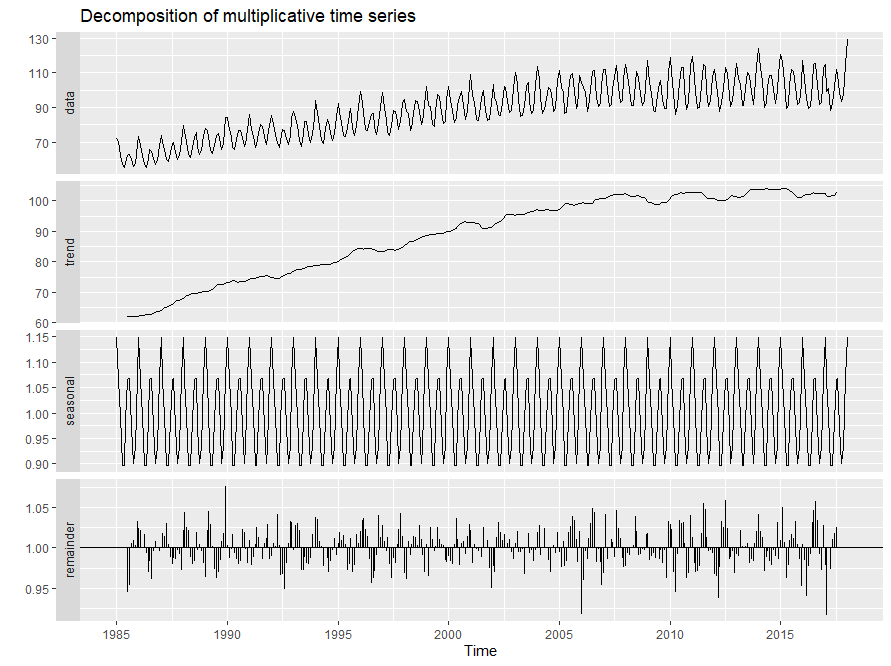 Decomposition of multiplicative time series
130
110
90
70
data
100
90
80
70
60
trend
1.15
1.10
1.05
1.00
0.95
0.90
seasonal
1.05
1.00
0.95
remainder
1985 1990 1995 2000 2005 2010 2015
Time